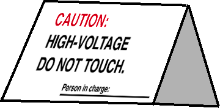 CAUTION:
HIGH-VOLTAGE
DO NOT TOUCH.
Person in charge: